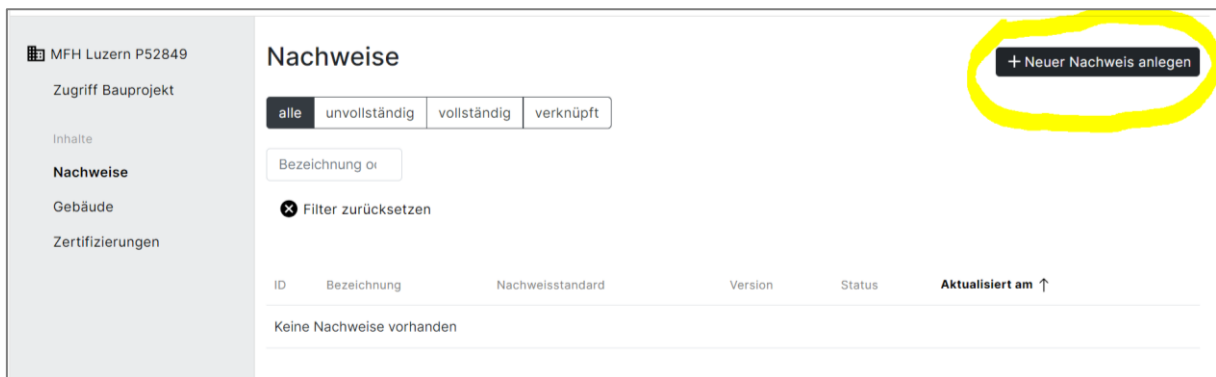 MFH Luzern P52849
Zugriff Bauprojekt
Inhalte
Nachweise
Gebäude
Zertifizierungen
Nachweise
+ Neuer Nachweis anlegen
alle unvollständig vollständig verknüpft
Bezeichnung
Filter zurücksetzen
ID Bezeichnung Nachweisstandard Version Status Aktualisiert am ↑
Keine Nachweise vorhanden